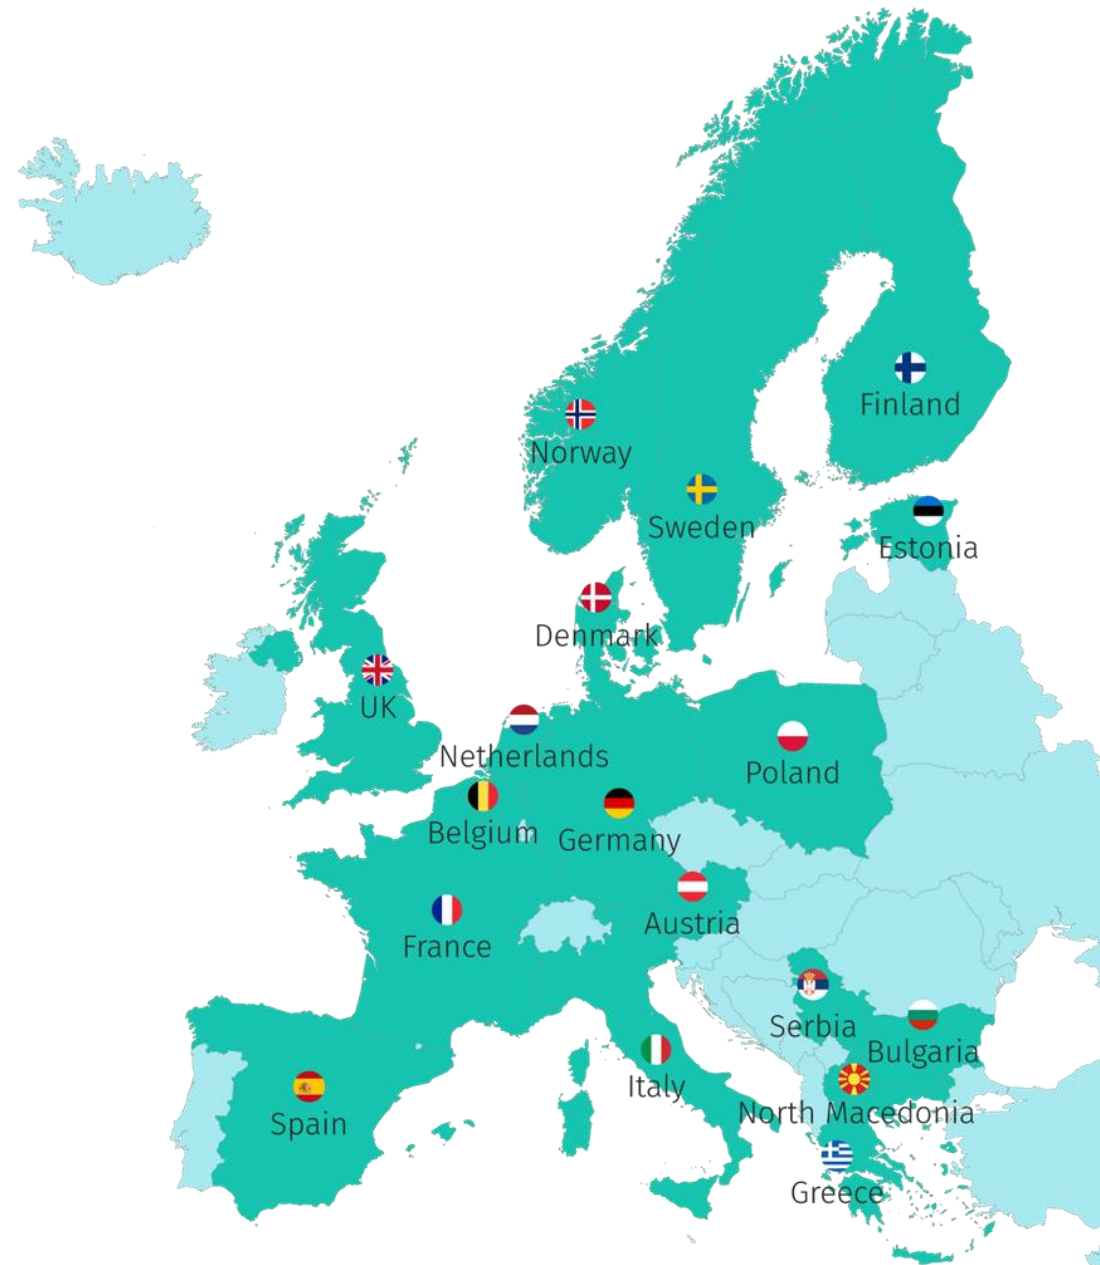 Finland
Norway
Sweden
Estonia
Denmark
UK
Netherlands
Poland
Belgium
Germany
Austria
France
Serbia
Bulgaria
Italy
North Macedonia
Spain
Greece